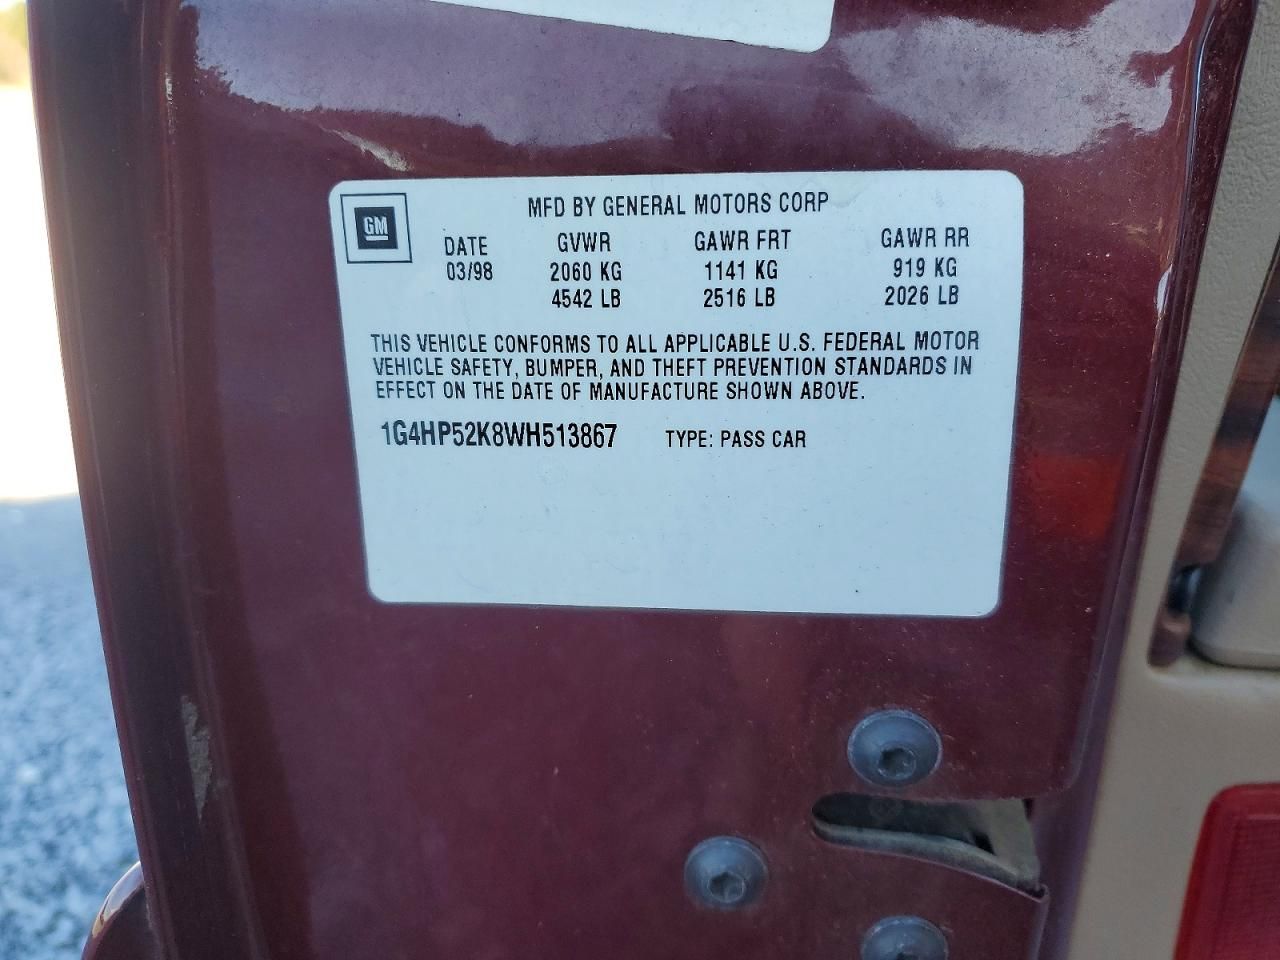 GM
MFD BY GENERAL MOTORS CORP
DATE GVWR GAWR FRT GAWR RR
03/98 2060 KG 1141 KG 919 KG
4542 LB 2516 LB 2026 LB
THIS VEHICLE CONFORMS TO ALL APPLICABLE U.S. FEDERAL MOTOR
VEHICLE SAFETY, BUMPER, AND THEFT PREVENTION STANDARDS IN
EFFECT ON THE DATE OF MANUFACTURE SHOWN ABOVE.
1G4HP52K8WH513867 TYPE: PASS CAR